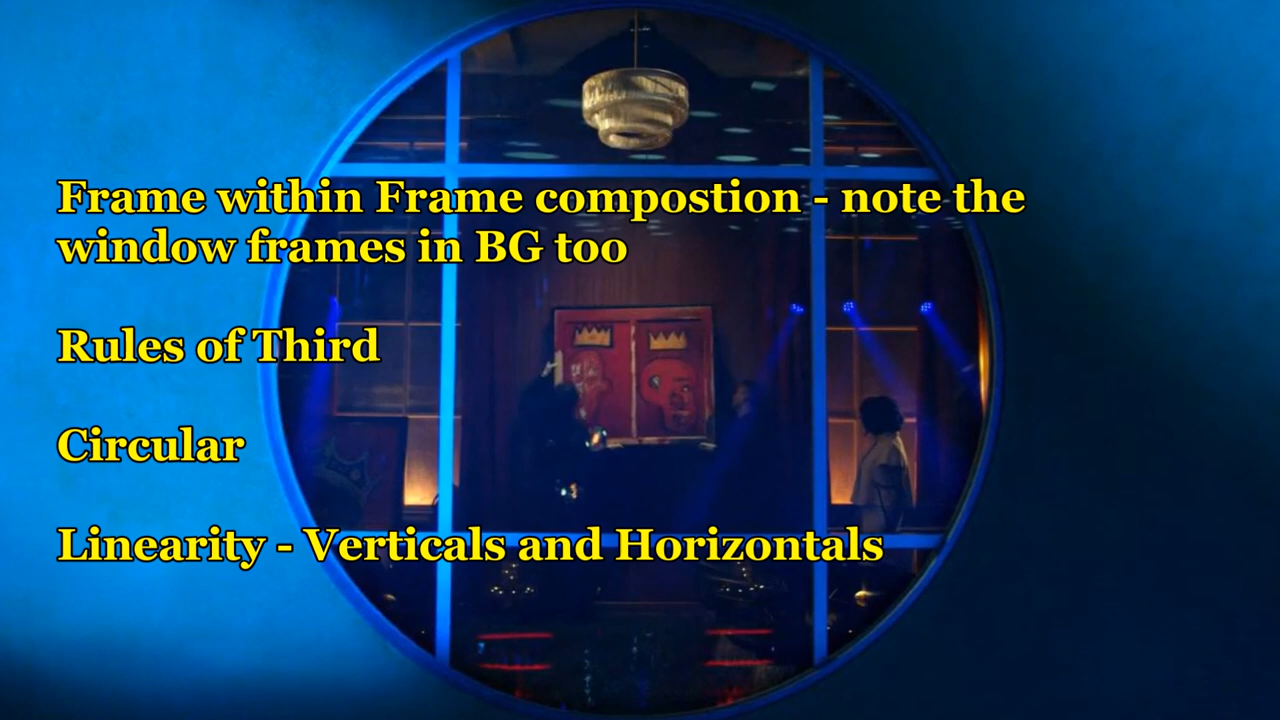 Frame within Frame compostion - note the
window frames in BG too
Rules of Third
Circular
Linearity - Verticals and Horizontals